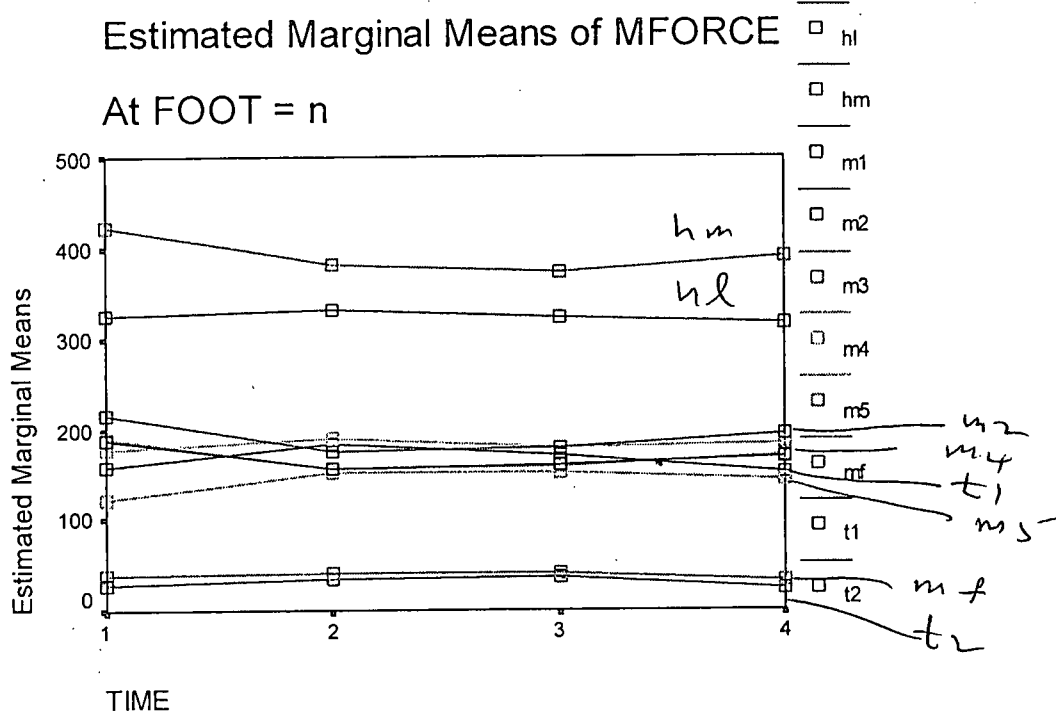 Estimated Marginal Means of MFORCE
At FOOT = n
hl
hm
m1
m2
m3
m4
m5
mf
t1
t2
500
400
300
200
100
0
Estimated Marginal Means
1
2
3
4
TIME
hm
hl
m2
m4
t1
m5
mf
t2